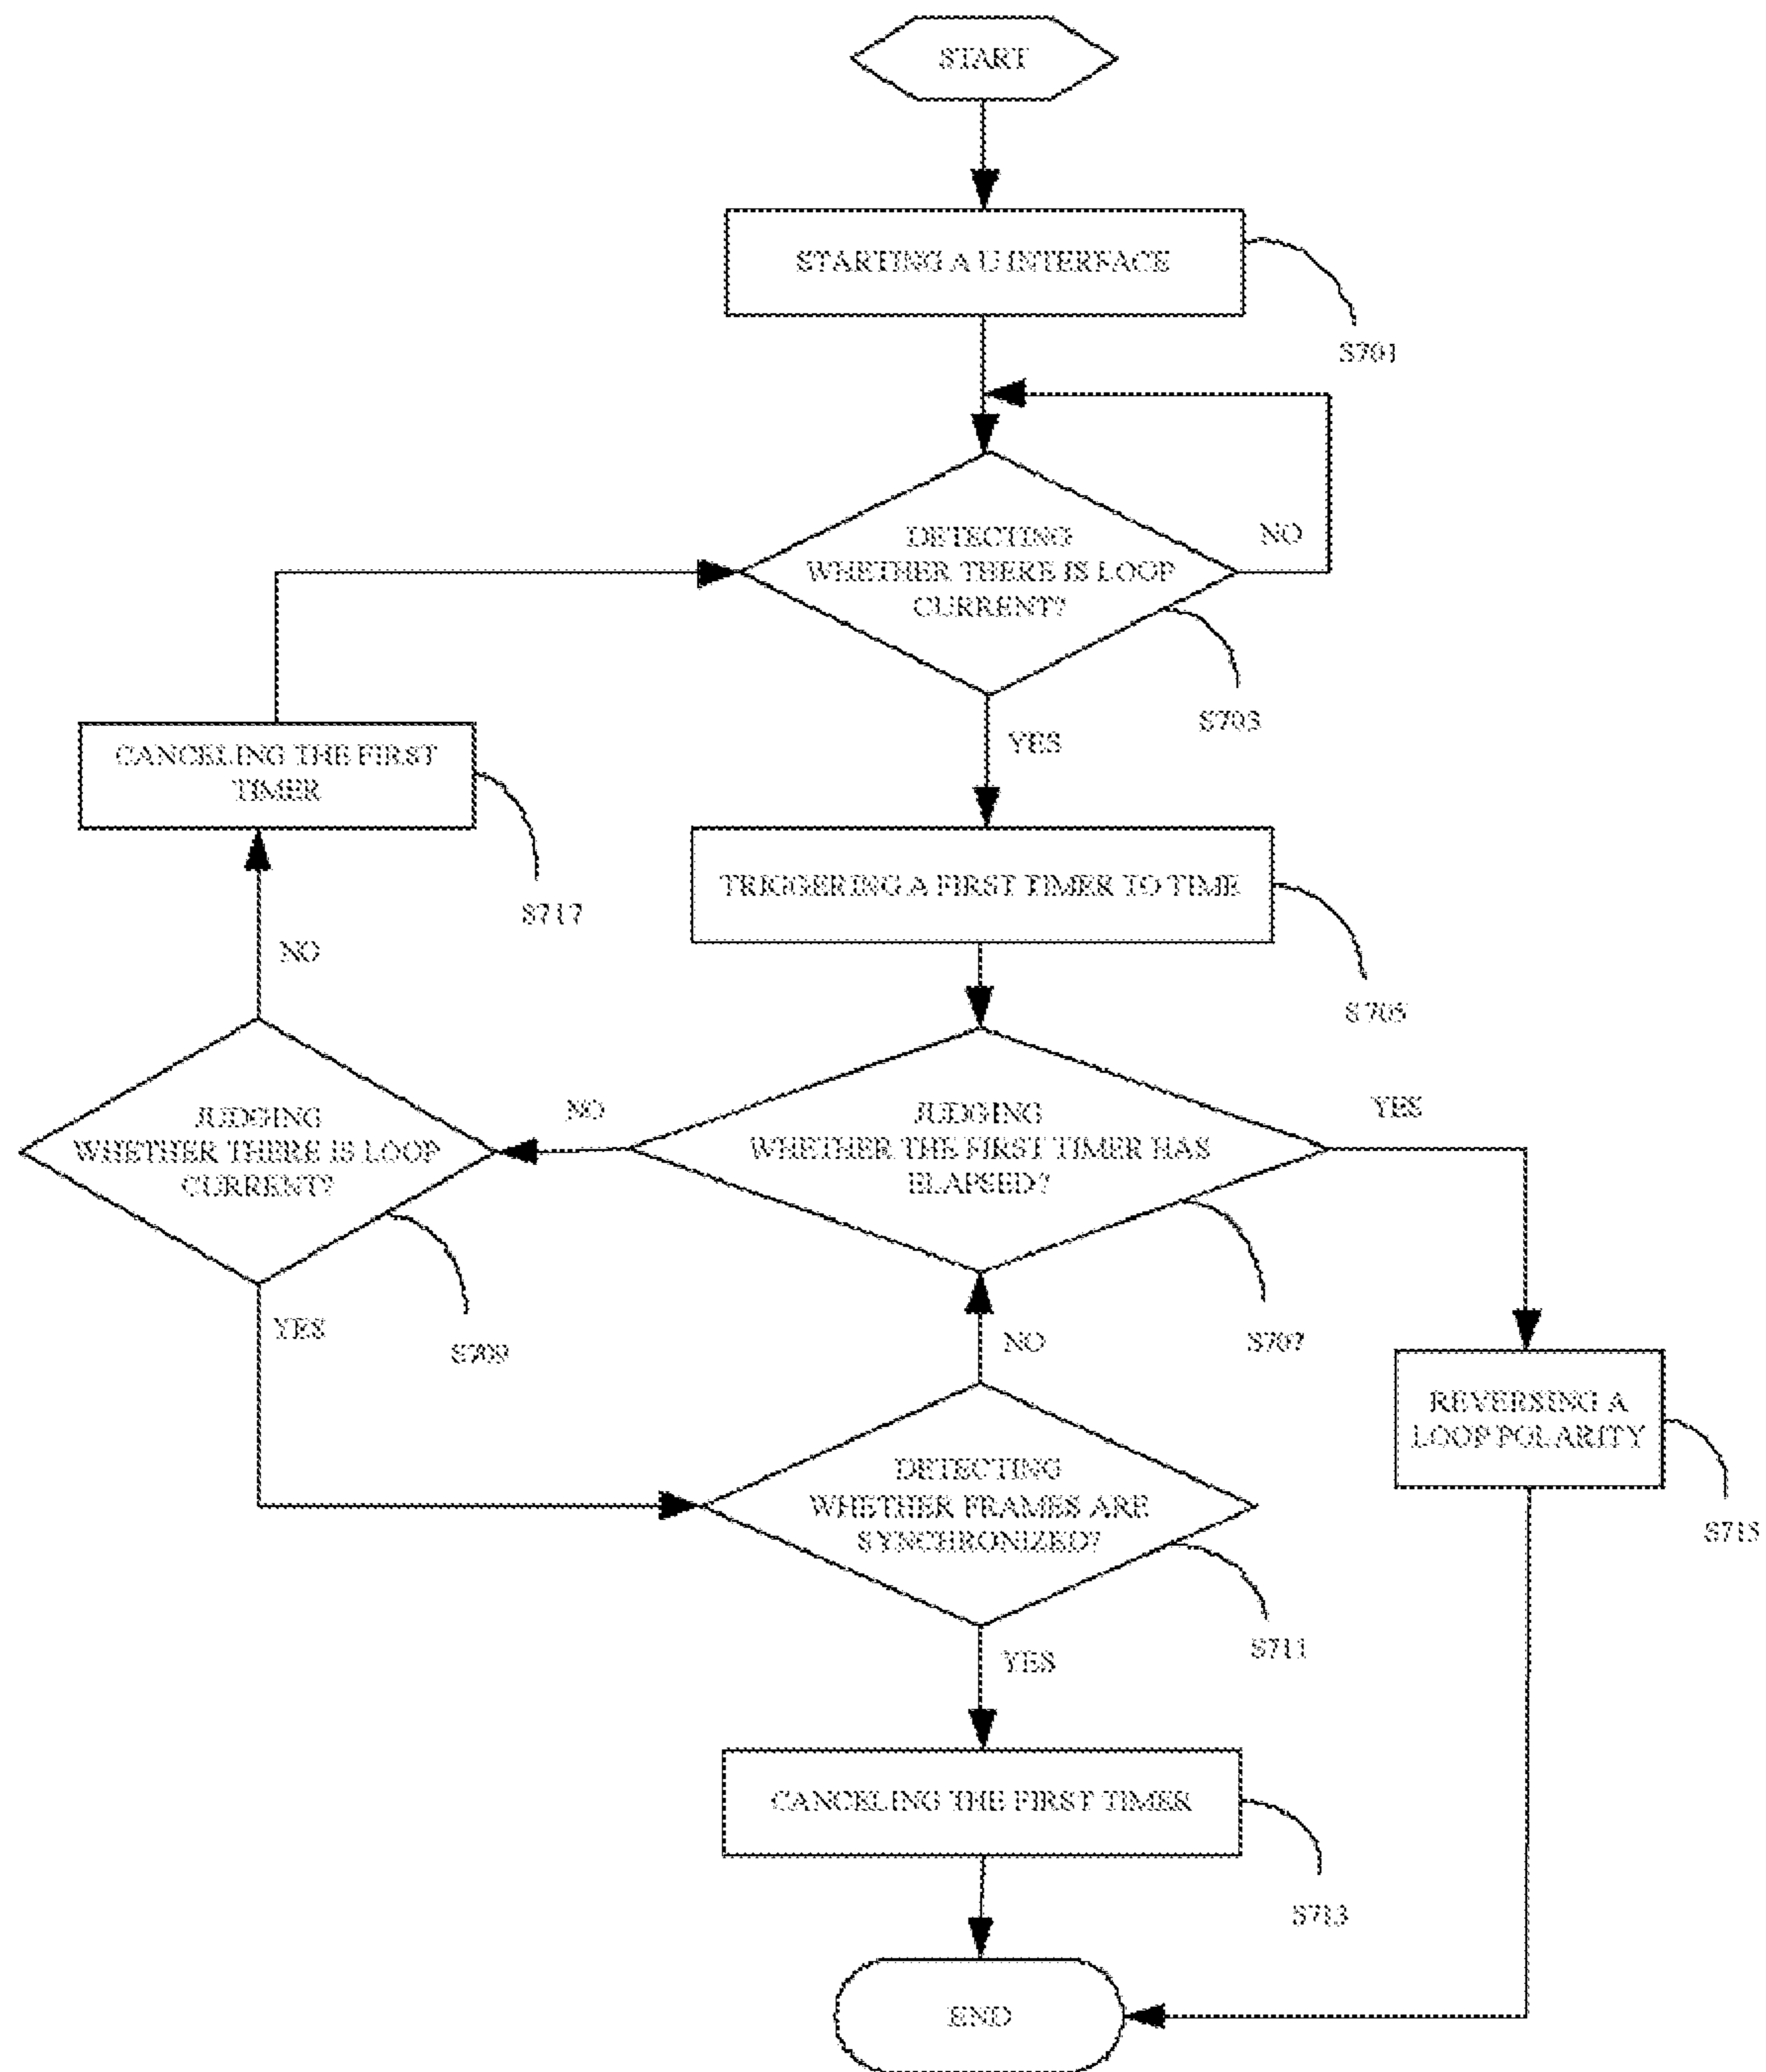 START
STARTING A U INTERFACE
S701
DETECTING
WHETHER THERE IS LOOP
CURRENT?
NO
S703
YES
CANCELING THE FIRST
TIMER
S717
TRIGGERING A FIRST TIMER TO TIME
S705
NO
JUDGING
WHETHER THERE IS LOOP
CURRENT?
NO
JUDGING
WHETHER THE FIRST TIMER HAS
ELAPSED?
YES
YES
S709
NO
S707
REVERSING A
LOOP POLARITY
S715
DETECTING
WHETHER FRAMES ARE
SYNCHRONIZED?
S711
YES
CANCELING THE FIRST TIMER
S713
END